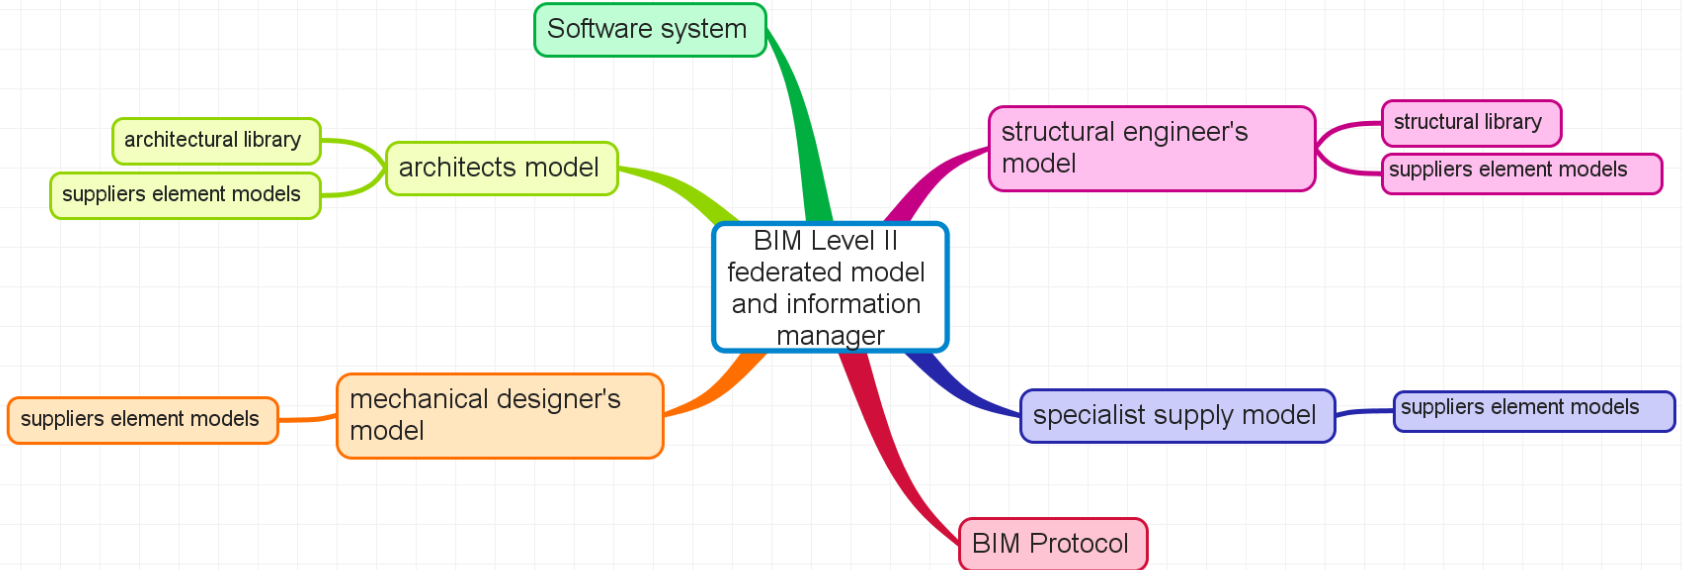 Software system
architectural library
suppliers element models
architects model
structural engineer's
model
structural library
suppliers element models
BIM Level II
federated model
and information
manager
suppliers element models
mechanical designer's
model
specialist supply model
suppliers element models
BIM Protocol